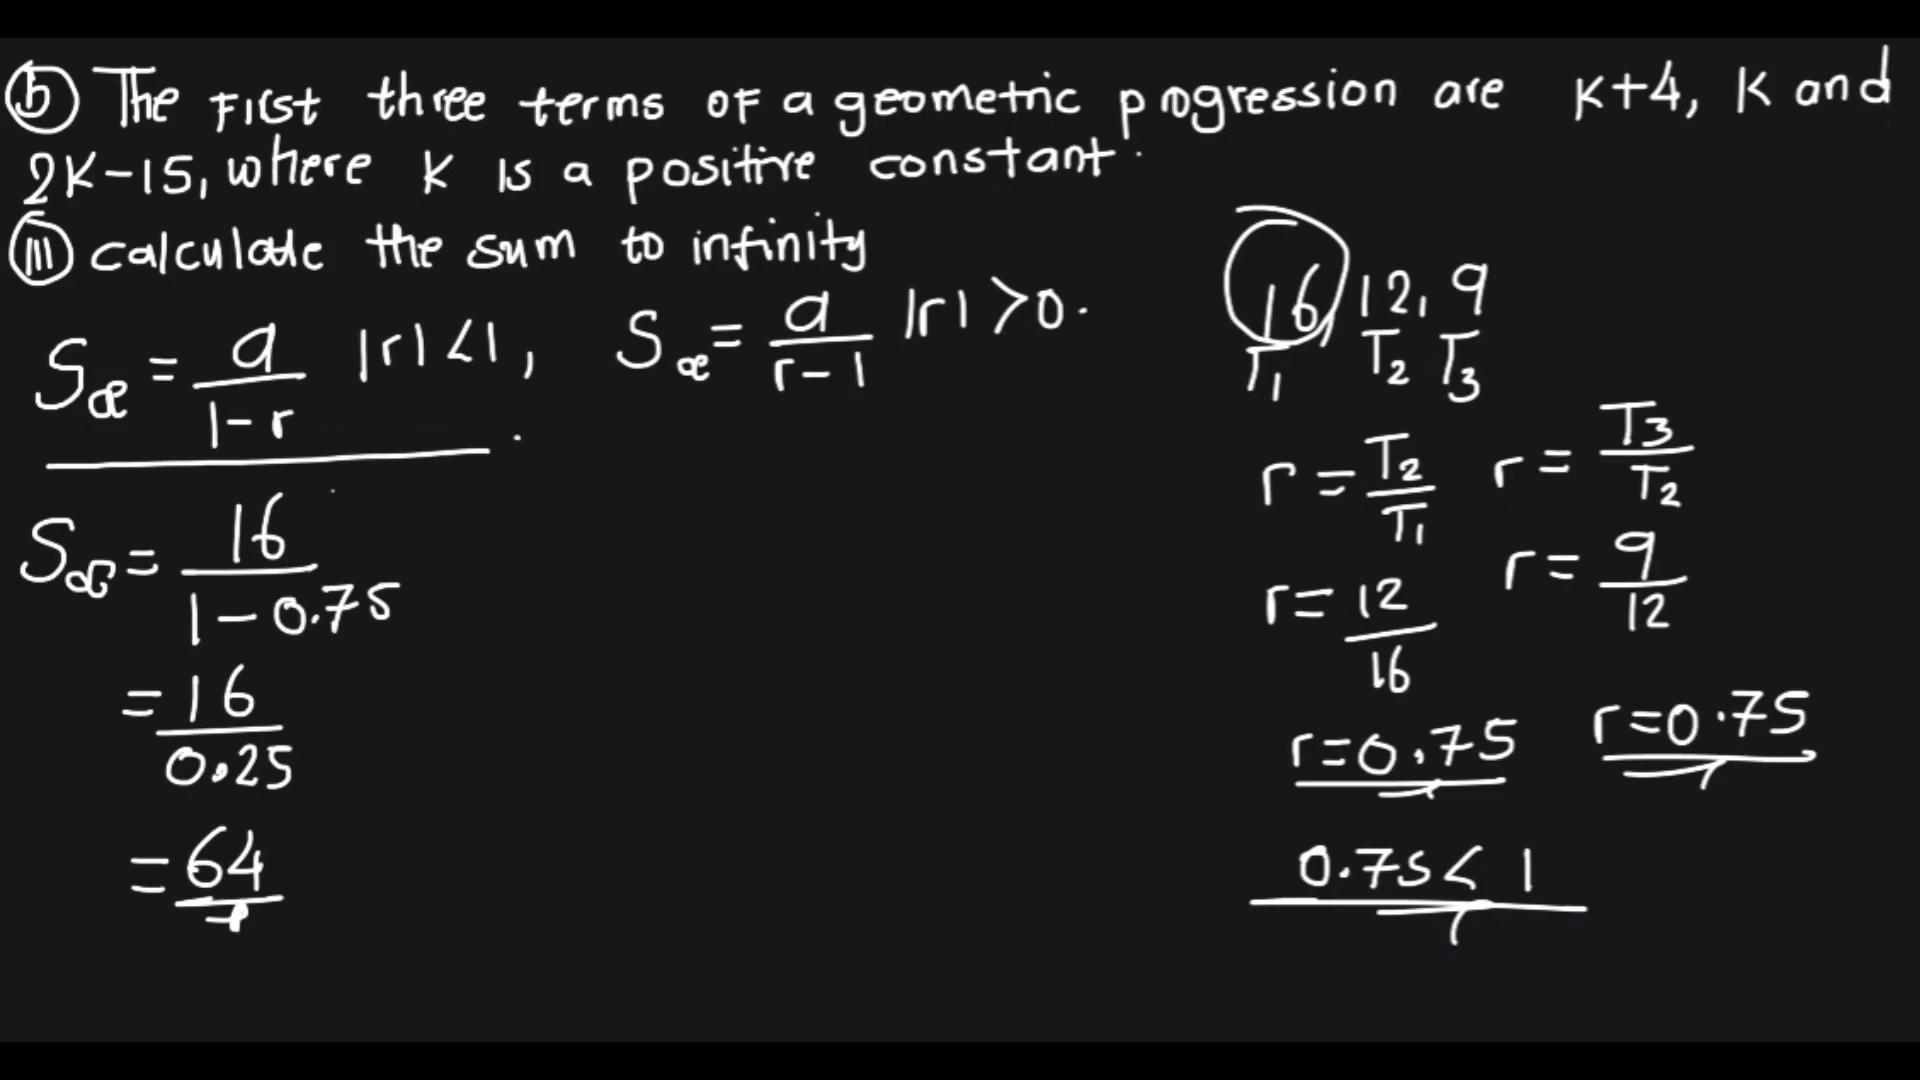 (b) The first three terms of a geometric progression are K+4, K and
2K-15, where K is a positive constant.
(iii) calculate the sum to infinity
S∞ = a/(1-r) |r|<1, S∞ = a/(r-1) |r|>0.
S∞ = 16/(1-0.75)
= 16/0.25
= 64
16, 12, 9
T1 T2 T3
r = T2/T1 r = T3/T2
r = 12/16 r = 9/12
r=0.75 r=0.75
0.75 < 1